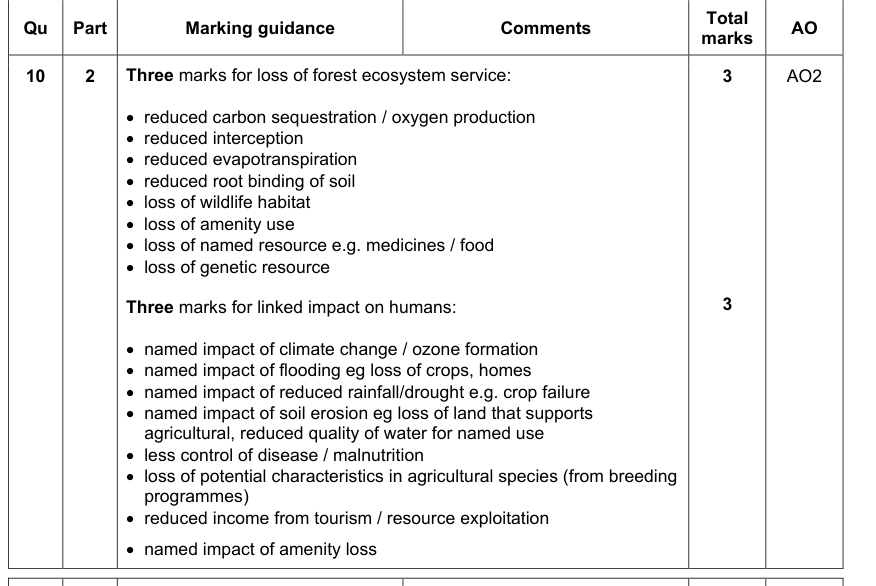 Qu Part Marking guidance Comments Total marks AO
10 2 Three marks for loss of forest ecosystem service: 3 AO2
• reduced carbon sequestration / oxygen production
• reduced interception
• reduced evapotranspiration
• reduced root binding of soil
• loss of wildlife habitat
• loss of amenity use
• loss of named resource e.g. medicines / food
• loss of genetic resource
Three marks for linked impact on humans: 3
• named impact of climate change / ozone formation
• named impact of flooding eg loss of crops, homes
• named impact of reduced rainfall/drought e.g. crop failure
• named impact of soil erosion eg loss of land that supports
agricultural, reduced quality of water for named use
• less control of disease / malnutrition
• loss of potential characteristics in agricultural species (from breeding
programmes)
• reduced income from tourism / resource exploitation
• named impact of amenity loss